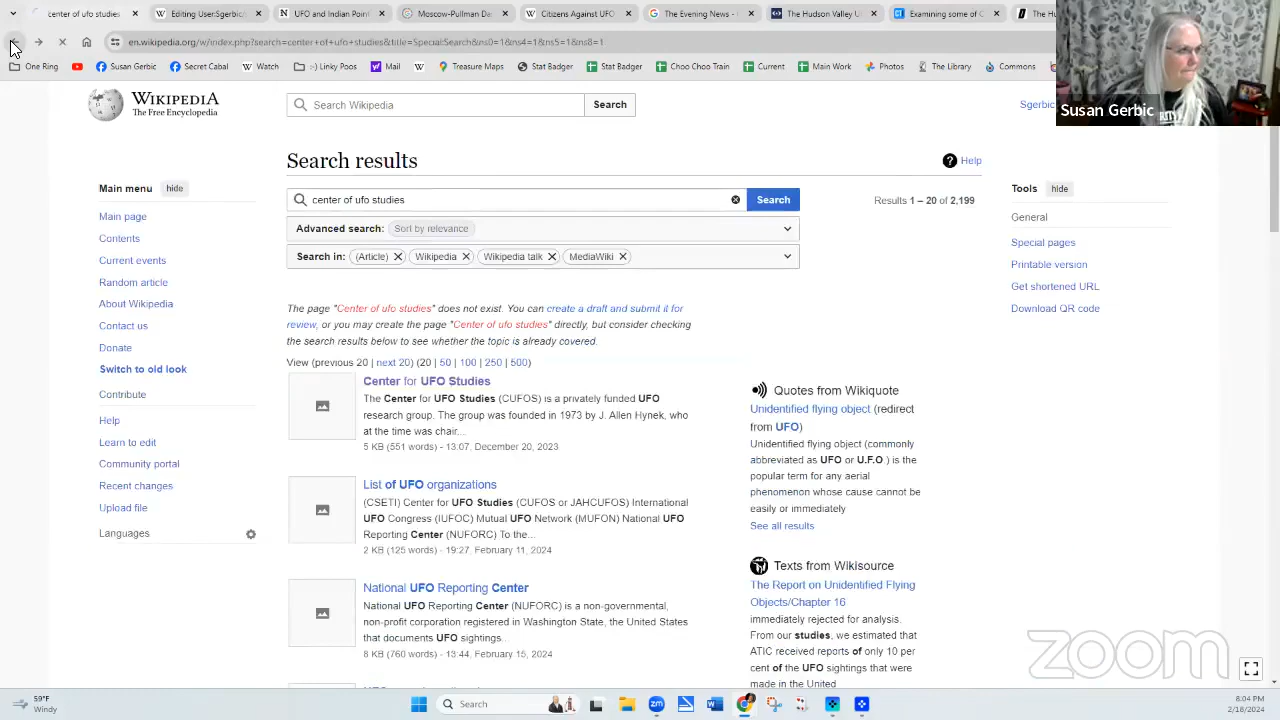 center of ufo studies
Editing User:Sgerbic/
NUFO Index and Brief
Moscow-Pullman Da
Citizens Against UFO
The Evening News -
The Hudson Valley U
Examining some of C
The H
en.wikipedia.org/w/index.php?search=center+of+ufo+studies&title=Special:Search&ns0=1&ns4=1&ns5=1&ns8=1
One Ring
Susan Gerbic
Secret Cabal
Watch
:-) Linky Pool
Mail
Treasure Maps
Stat Badger
Stat Badger
Choo Choo Train
Current
Main Work
Photos
The Library
Commons
WIKIPEDIA
The Free Encyclopedia
Search Wikipedia
Search
Sgerbic
Susan Gerbic
Main menu
hide
Main page
Contents
Current events
Random article
About Wikipedia
Contact us
Donate
Switch to old look
Contribute
Help
Learn to edit
Community portal
Recent changes
Upload file
Languages
Search results
Help
center of ufo studies
Search
Results 1 – 20 of 2,199
Advanced search: Sort by relevance
Search in: (Article) Wikipedia Wikipedia talk MediaWiki
The page "Center of ufo studies" does not exist. You can create a draft and submit it for
review, or you may create the page "Center of ufo studies" directly, but consider checking
the search results below to see whether the topic is already covered.
View (previous 20 | next 20) (20 | 50 | 100 | 250 | 500)
Center for UFO Studies
The Center for UFO Studies (CUFOS) is a privately funded UFO
research group. The group was founded in 1973 by J. Allen Hynek, who
at the time was chair...
5 KB (551 words) - 13:07, December 20, 2023
List of UFO organizations
(CSETI) Center for UFO Studies (CUFOS or JAHCUFOS) International
UFO Congress (IUFOC) Mutual UFO Network (MUFON) National UFO
Reporting Center (NUFORC) To the...
2 KB (125 words) - 19:27, February 11, 2024
National UFO Reporting Center
National UFO Reporting Center (NUFORC) is a non-governmental,
non-profit corporation registered in Washington State, the United States
that documents UFO sightings...
8 KB (760 words) - 13:44, February 15, 2024
Quotes from Wikiquote
Unidentified flying object (redirect
from UFO)
Unidentified flying object (commonly
abbreviated as UFO or U.F.O ) is the
popular term for any aerial
phenomenon whose cause cannot be
easily or immediately
See all results
Texts from Wikisource
The Report on Unidentified Flying
Objects/Chapter 16
immediately rejected for analysis.
From our studies, we estimated that
ATIC received reports of only 10 per
cent of the UFO sightings that were
made in the United
Tools
hide
General
Special pages
Printable version
Get shortened URL
Download QR code
zoom
59°F
Windy
Search
8:04 PM
2/18/2024